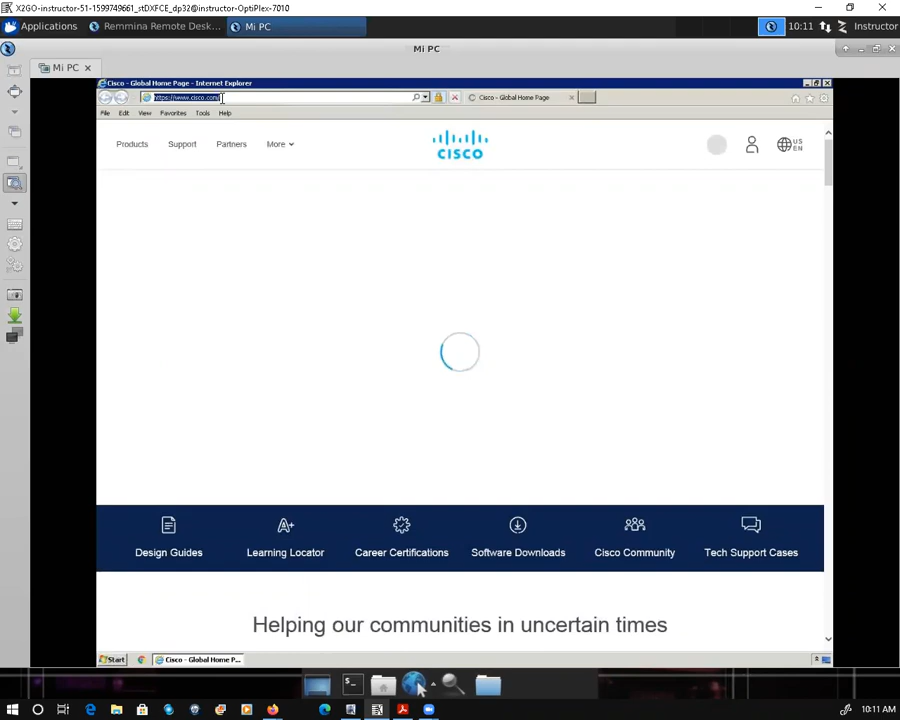 X2GO-instructor-51-1599749661_stDXFCE_dp32@instructor-OptiPlex-7010
Applications
Remmina Remote Desk...
Mi PC
10:11
Instructor
Mi PC
Mi PC
Cisco - Global Home Page - Internet Explorer
https://www.cisco.com/
Cisco - Global Home Page
File Edit View Favorites Tools Help
Products Support Partners More
CISCO
US
EN
Design Guides
Learning Locator
Career Certifications
Software Downloads
Cisco Community
Tech Support Cases
Helping our communities in uncertain times
Start
Cisco - Global Home P...
10:11 AM